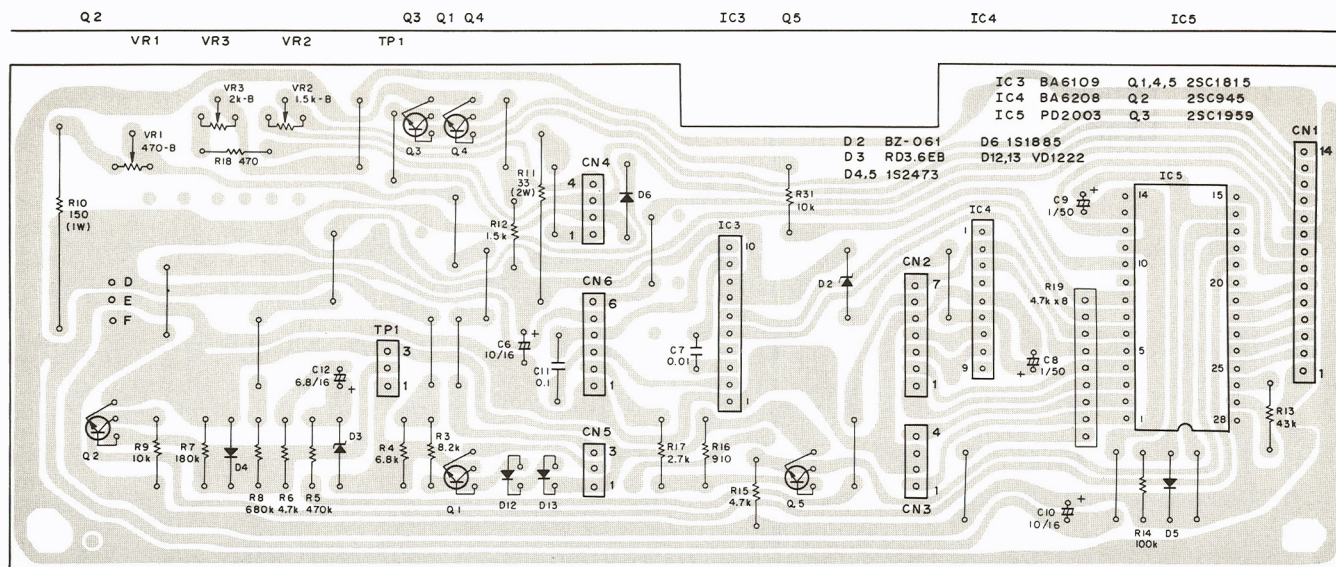 Q2 Q3 Q1 Q4 IC3 Q5 IC4 IC5
VR1 VR3 VR2 TP1
IC3 BA6109 Q1,4,5 2SC1815
IC4 BA6208 Q2 2SC945
IC5 PD2003 Q3 2SC1959
D2 BZ-061 D6 1S1885
D3 RD3.6EB D12,13 VD1222
D4,5 1S2473
VR3
2k-B
VR2
1.5k-B
VR1
470-B
R18 470
Q3
Q4
R10
150
(1W)
R11
33
(2W)
R12
1.5k
CN4
4
1
D6
R31
10k
IC3
10
1
D2
C9
1/50
+
IC4
1
9
IC5
14
15
10
20
5
25
1
28
CN1
14
1
D
E
F
TP1
3
1
C12
6.8/16
+
C6
10/16
+
C11
0.1
CN6
6
1
C7
0.01
CN2
7
1
C8
1/50
+
R19
4.7k x 8
R13
43k
Q2
R9
10k
R7
180k
D4
R8
680k
R6
4.7k
R5
470k
D3
R4
6.8k
R3
8.2k
Q1
D12
D13
CN5
3
1
R17
2.7k
R16
910
R15
4.7k
Q5
CN3
4
1
C10
10/16
+
R14
100k
D5